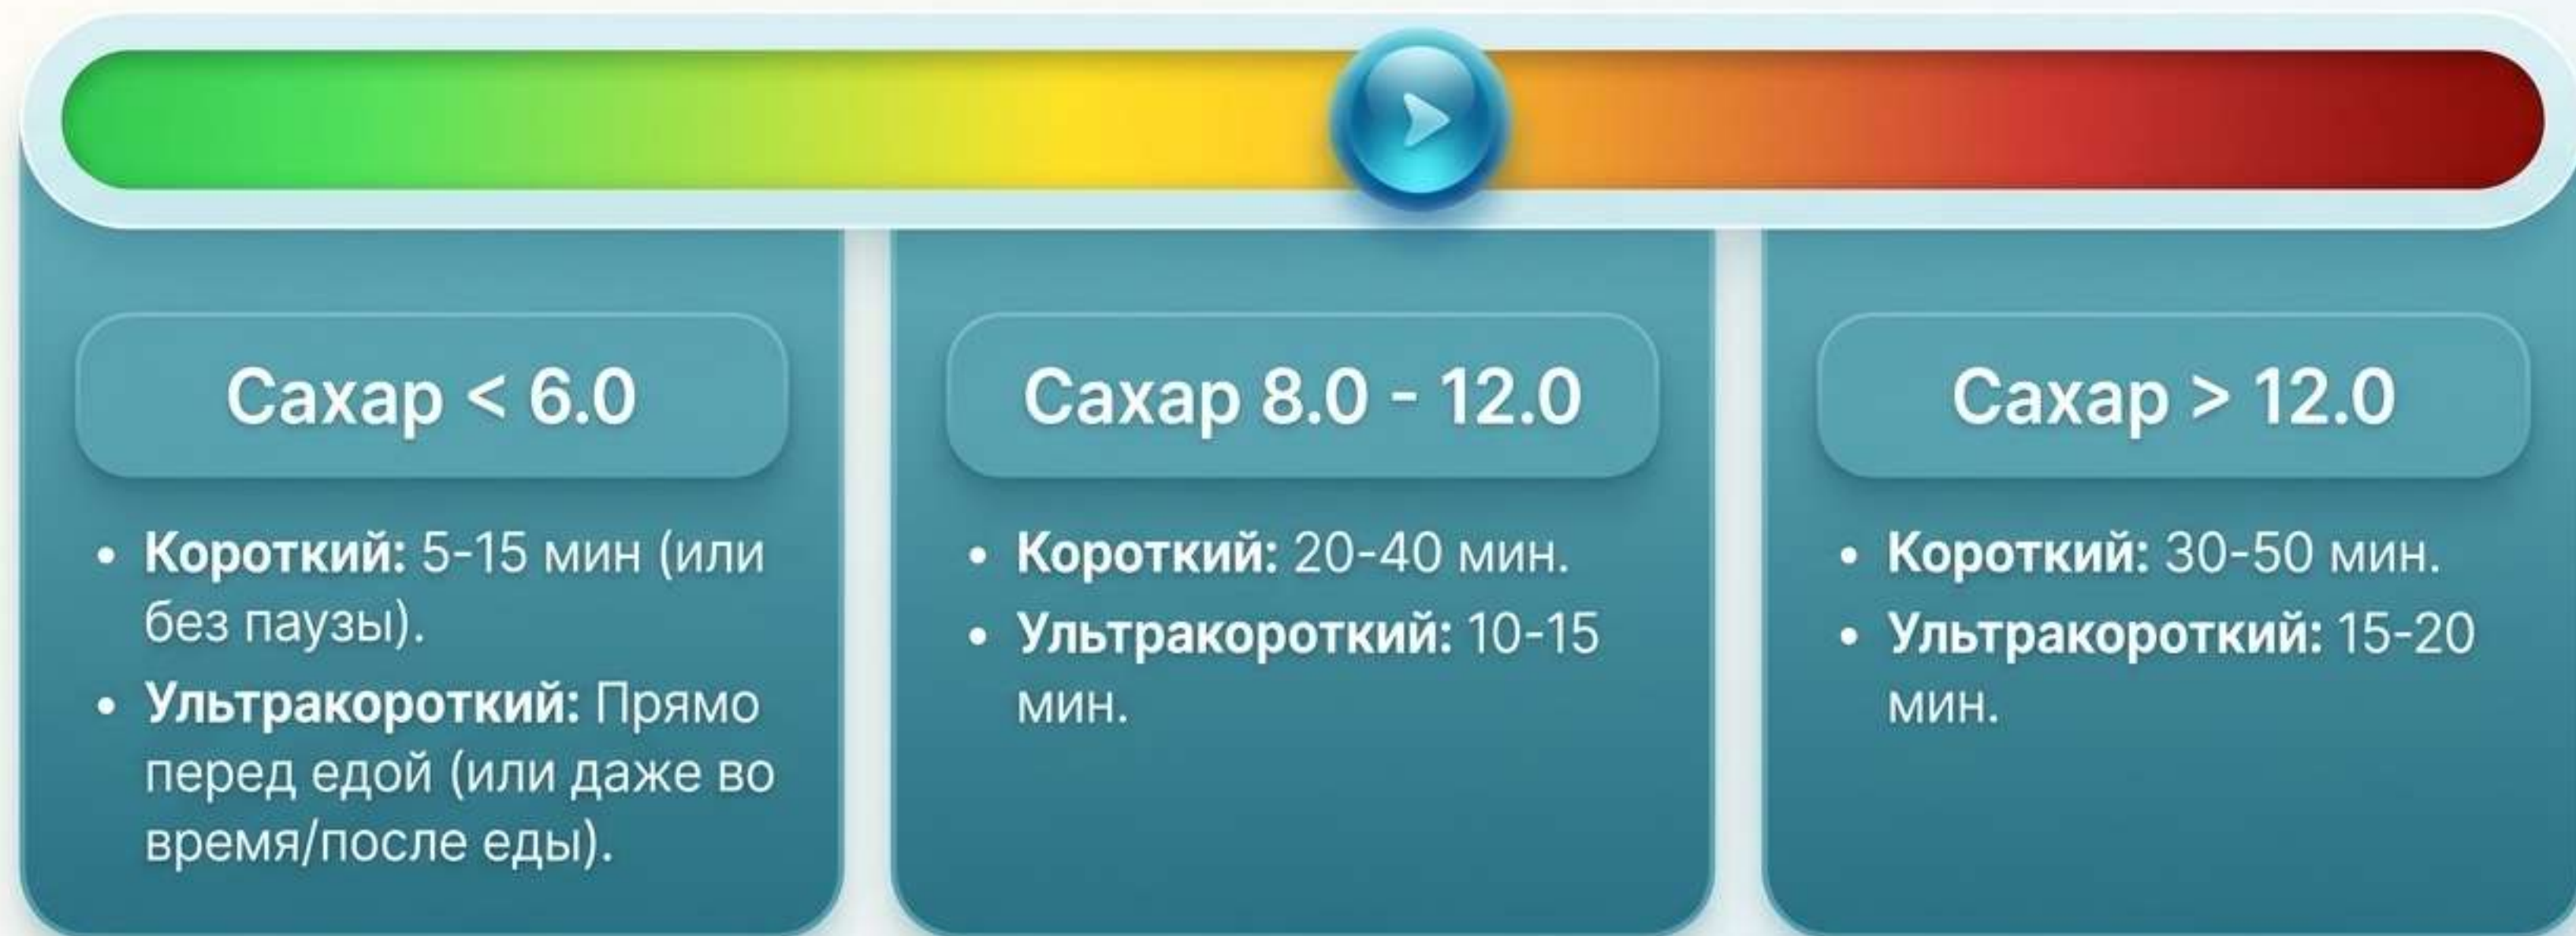 Сахар < 6.0
• Короткий: 5-15 мин (или
без паузы).
• Ультракороткий: Прямо
перед едой (или даже во
время/после еды).
Сахар 8.0 - 12.0
• Короткий: 20-40 мин.
• Ультракороткий: 10-15
мин.
Сахар > 12.0
• Короткий: 30-50 мин.
• Ультракороткий: 15-20
мин.